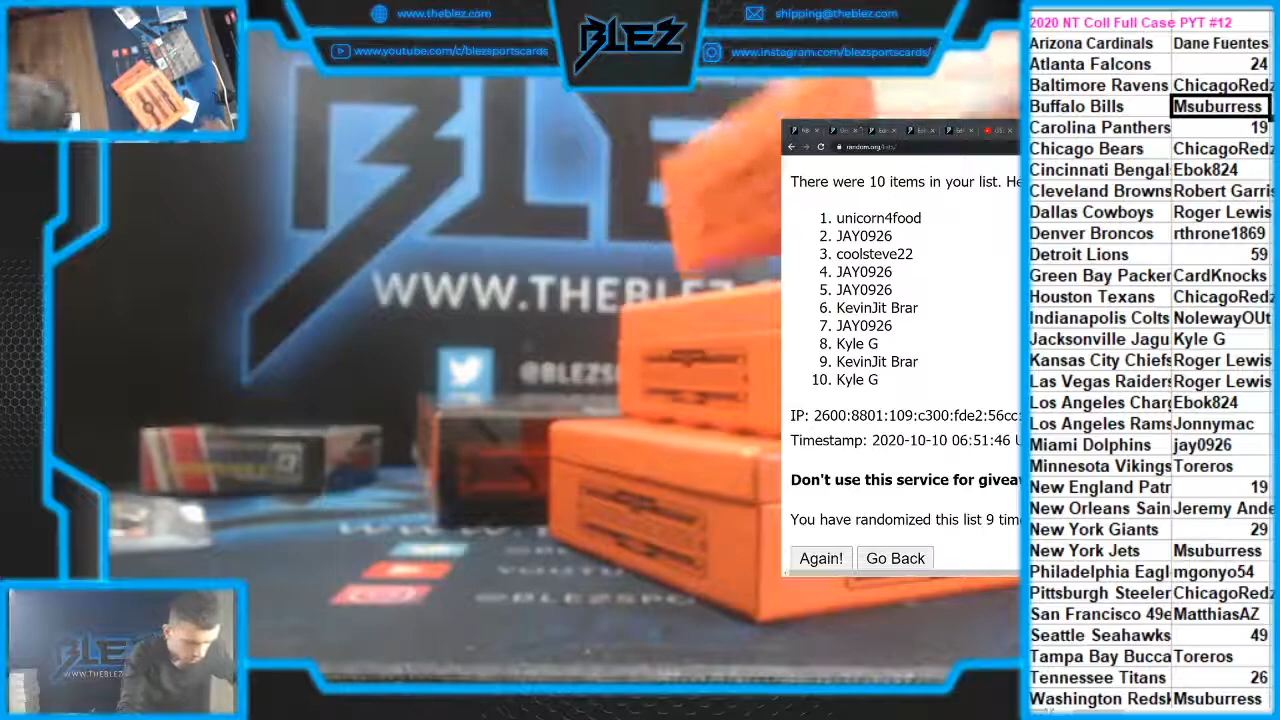 www.theblez.com
shipping@theblez.com
www.youtube.com/c/blezsportscards
www.instagram.com/blezsportscards/
BLEZ
WWW.THEBLEZ
@BLEZS
random.org/lists/
There were 10 items in your list. He
1. unicorn4food
2. JAY0926
3. coolsteve22
4. JAY0926
5. JAY0926
6. KevinJit Brar
7. JAY0926
8. Kyle G
9. KevinJit Brar
10. Kyle G
IP: 2600:8801:109:c300:fde2:56cc:
Timestamp: 2020-10-10 06:51:46 U
Don't use this service for giveaw
You have randomized this list 9 time
Again! Go Back
2020 NT Coll Full Case PYT #12
Arizona Cardinals Dane Fuentes
Atlanta Falcons 24
Baltimore Ravens ChicagoRedz
Buffalo Bills Msuburress
Carolina Panthers 19
Chicago Bears ChicagoRedz
Cincinnati Bengal Ebok824
Cleveland Browns Robert Garris
Dallas Cowboys Roger Lewis
Denver Broncos rthrone1869
Detroit Lions 59
Green Bay Packer CardKnocks
Houston Texans ChicagoRedz
Indianapolis Colts NolewayOUt
Jacksonville Jagu Kyle G
Kansas City Chiefs Roger Lewis
Las Vegas Raiders Roger Lewis
Los Angeles Charg Ebok824
Los Angeles Rams Jonnymac
Miami Dolphins jay0926
Minnesota Vikings Toreros
New England Patr 19
New Orleans Sain Jeremy Ande
New York Giants 29
New York Jets Msuburress
Philadelphia Eagl mgonyo54
Pittsburgh Steeler ChicagoRedz
San Francisco 49e MatthiasAZ
Seattle Seahawks 49
Tampa Bay Bucca Toreros
Tennessee Titans 26
Washington Redsk Msuburress
BLEZ
WWW.THEBLEZ